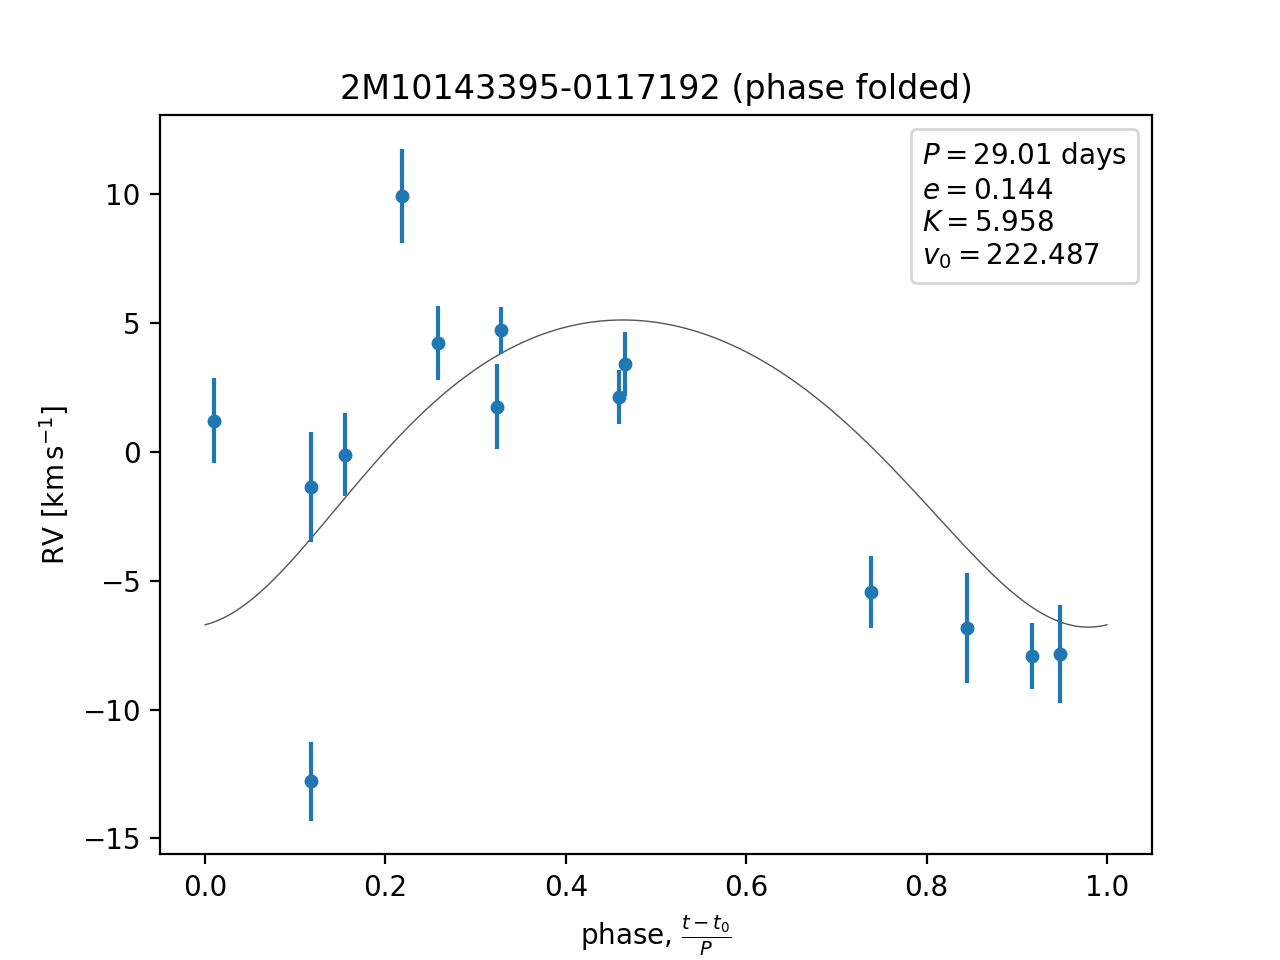 2M10143395-0117192 (phase folded)
P = 29.01 days
e = 0.144
K = 5.958
v₀ = 222.487
RV [km s⁻¹]
10
5
0
−5
−10
−15
0.0 0.2 0.4 0.6 0.8 1.0
phase, (t − t₀)/P